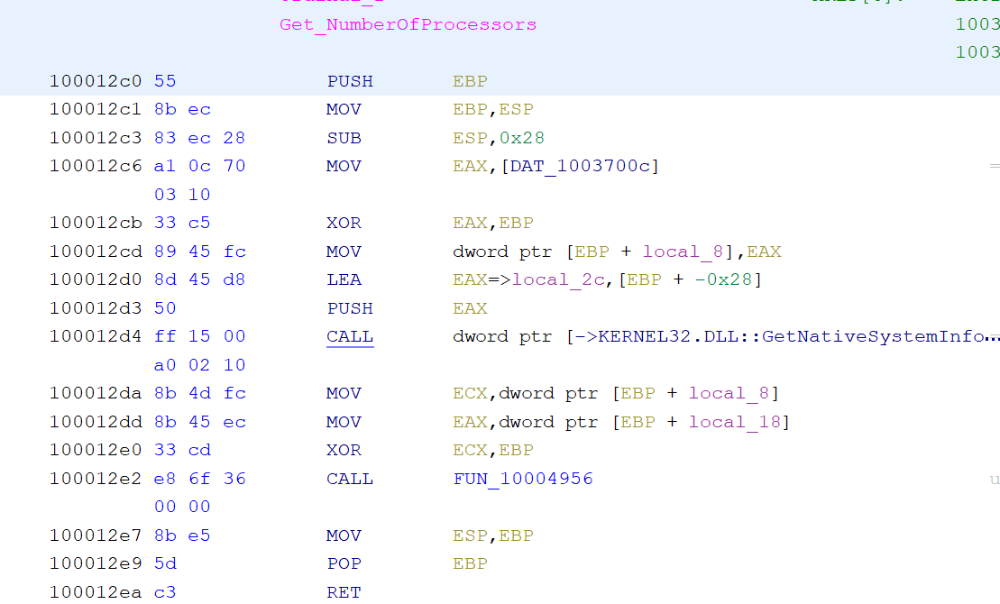 Get_NumberOfProcessors 1003
1003
100012c0 55 PUSH EBP
100012c1 8b ec MOV EBP,ESP
100012c3 83 ec 28 SUB ESP,0x28
100012c6 a1 0c 70 MOV EAX,[DAT_1003700c] =
03 10
100012cb 33 c5 XOR EAX,EBP
100012cd 89 45 fc MOV dword ptr [EBP + local_8],EAX
100012d0 8d 45 d8 LEA EAX=>local_2c,[EBP + -0x28]
100012d3 50 PUSH EAX
100012d4 ff 15 00 CALL dword ptr [->KERNEL32.DLL::GetNativeSystemInfo...
a0 02 10
100012da 8b 4d fc MOV ECX,dword ptr [EBP + local_8]
100012dd 8b 45 ec MOV EAX,dword ptr [EBP + local_18]
100012e0 33 cd XOR ECX,EBP
100012e2 e8 6f 36 CALL FUN_10004956 u
00 00
100012e7 8b e5 MOV ESP,EBP
100012e9 5d POP EBP
100012ea c3 RET